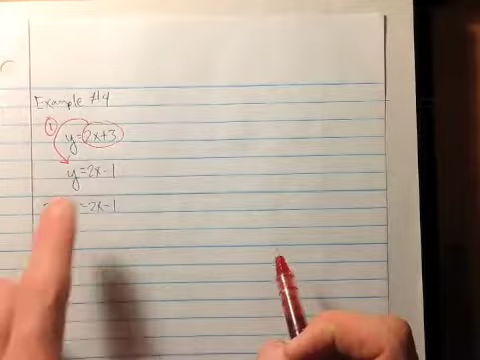 Example #4
① y=2x+3
y=2x-1
=2x-1